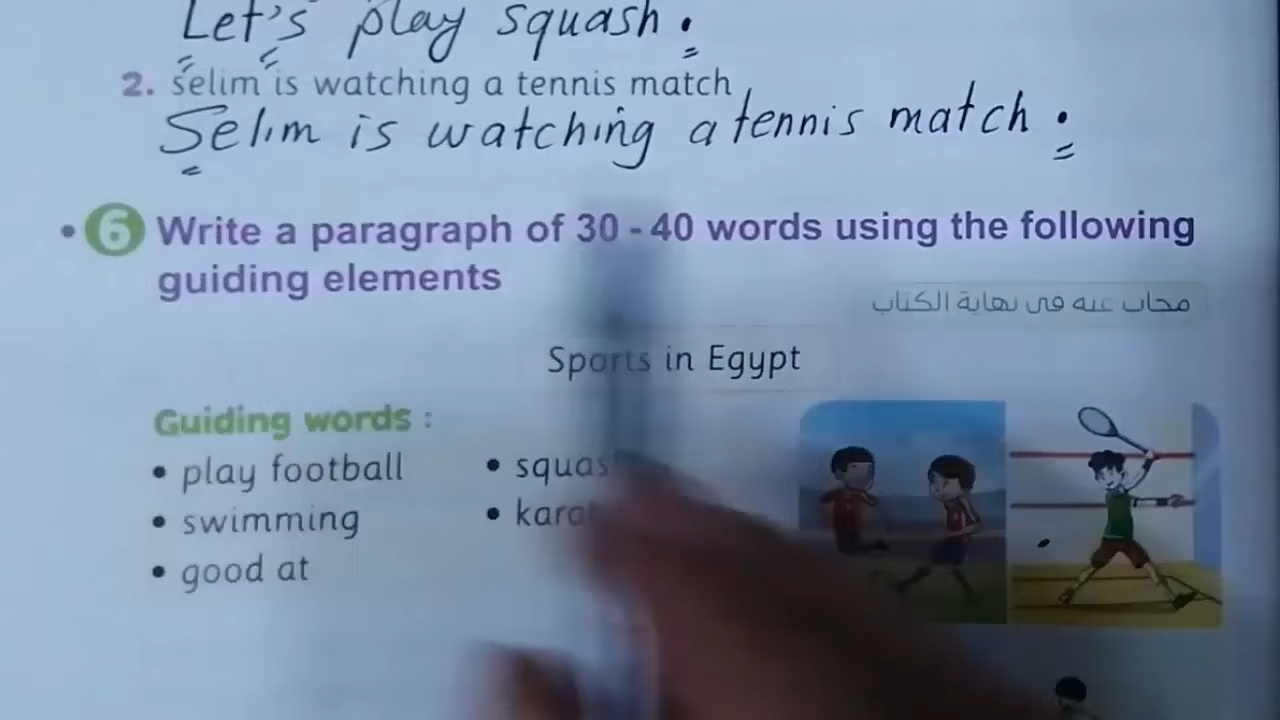 Let's play squash.
2. selim is watching a tennis match
Selim is watching a tennis match.
6 Write a paragraph of 30 - 40 words using the following
guiding elements
مجاب عنه فى نهاية الكتاب
Sports in Egypt
Guiding words :
• play football
• swimming
• good at